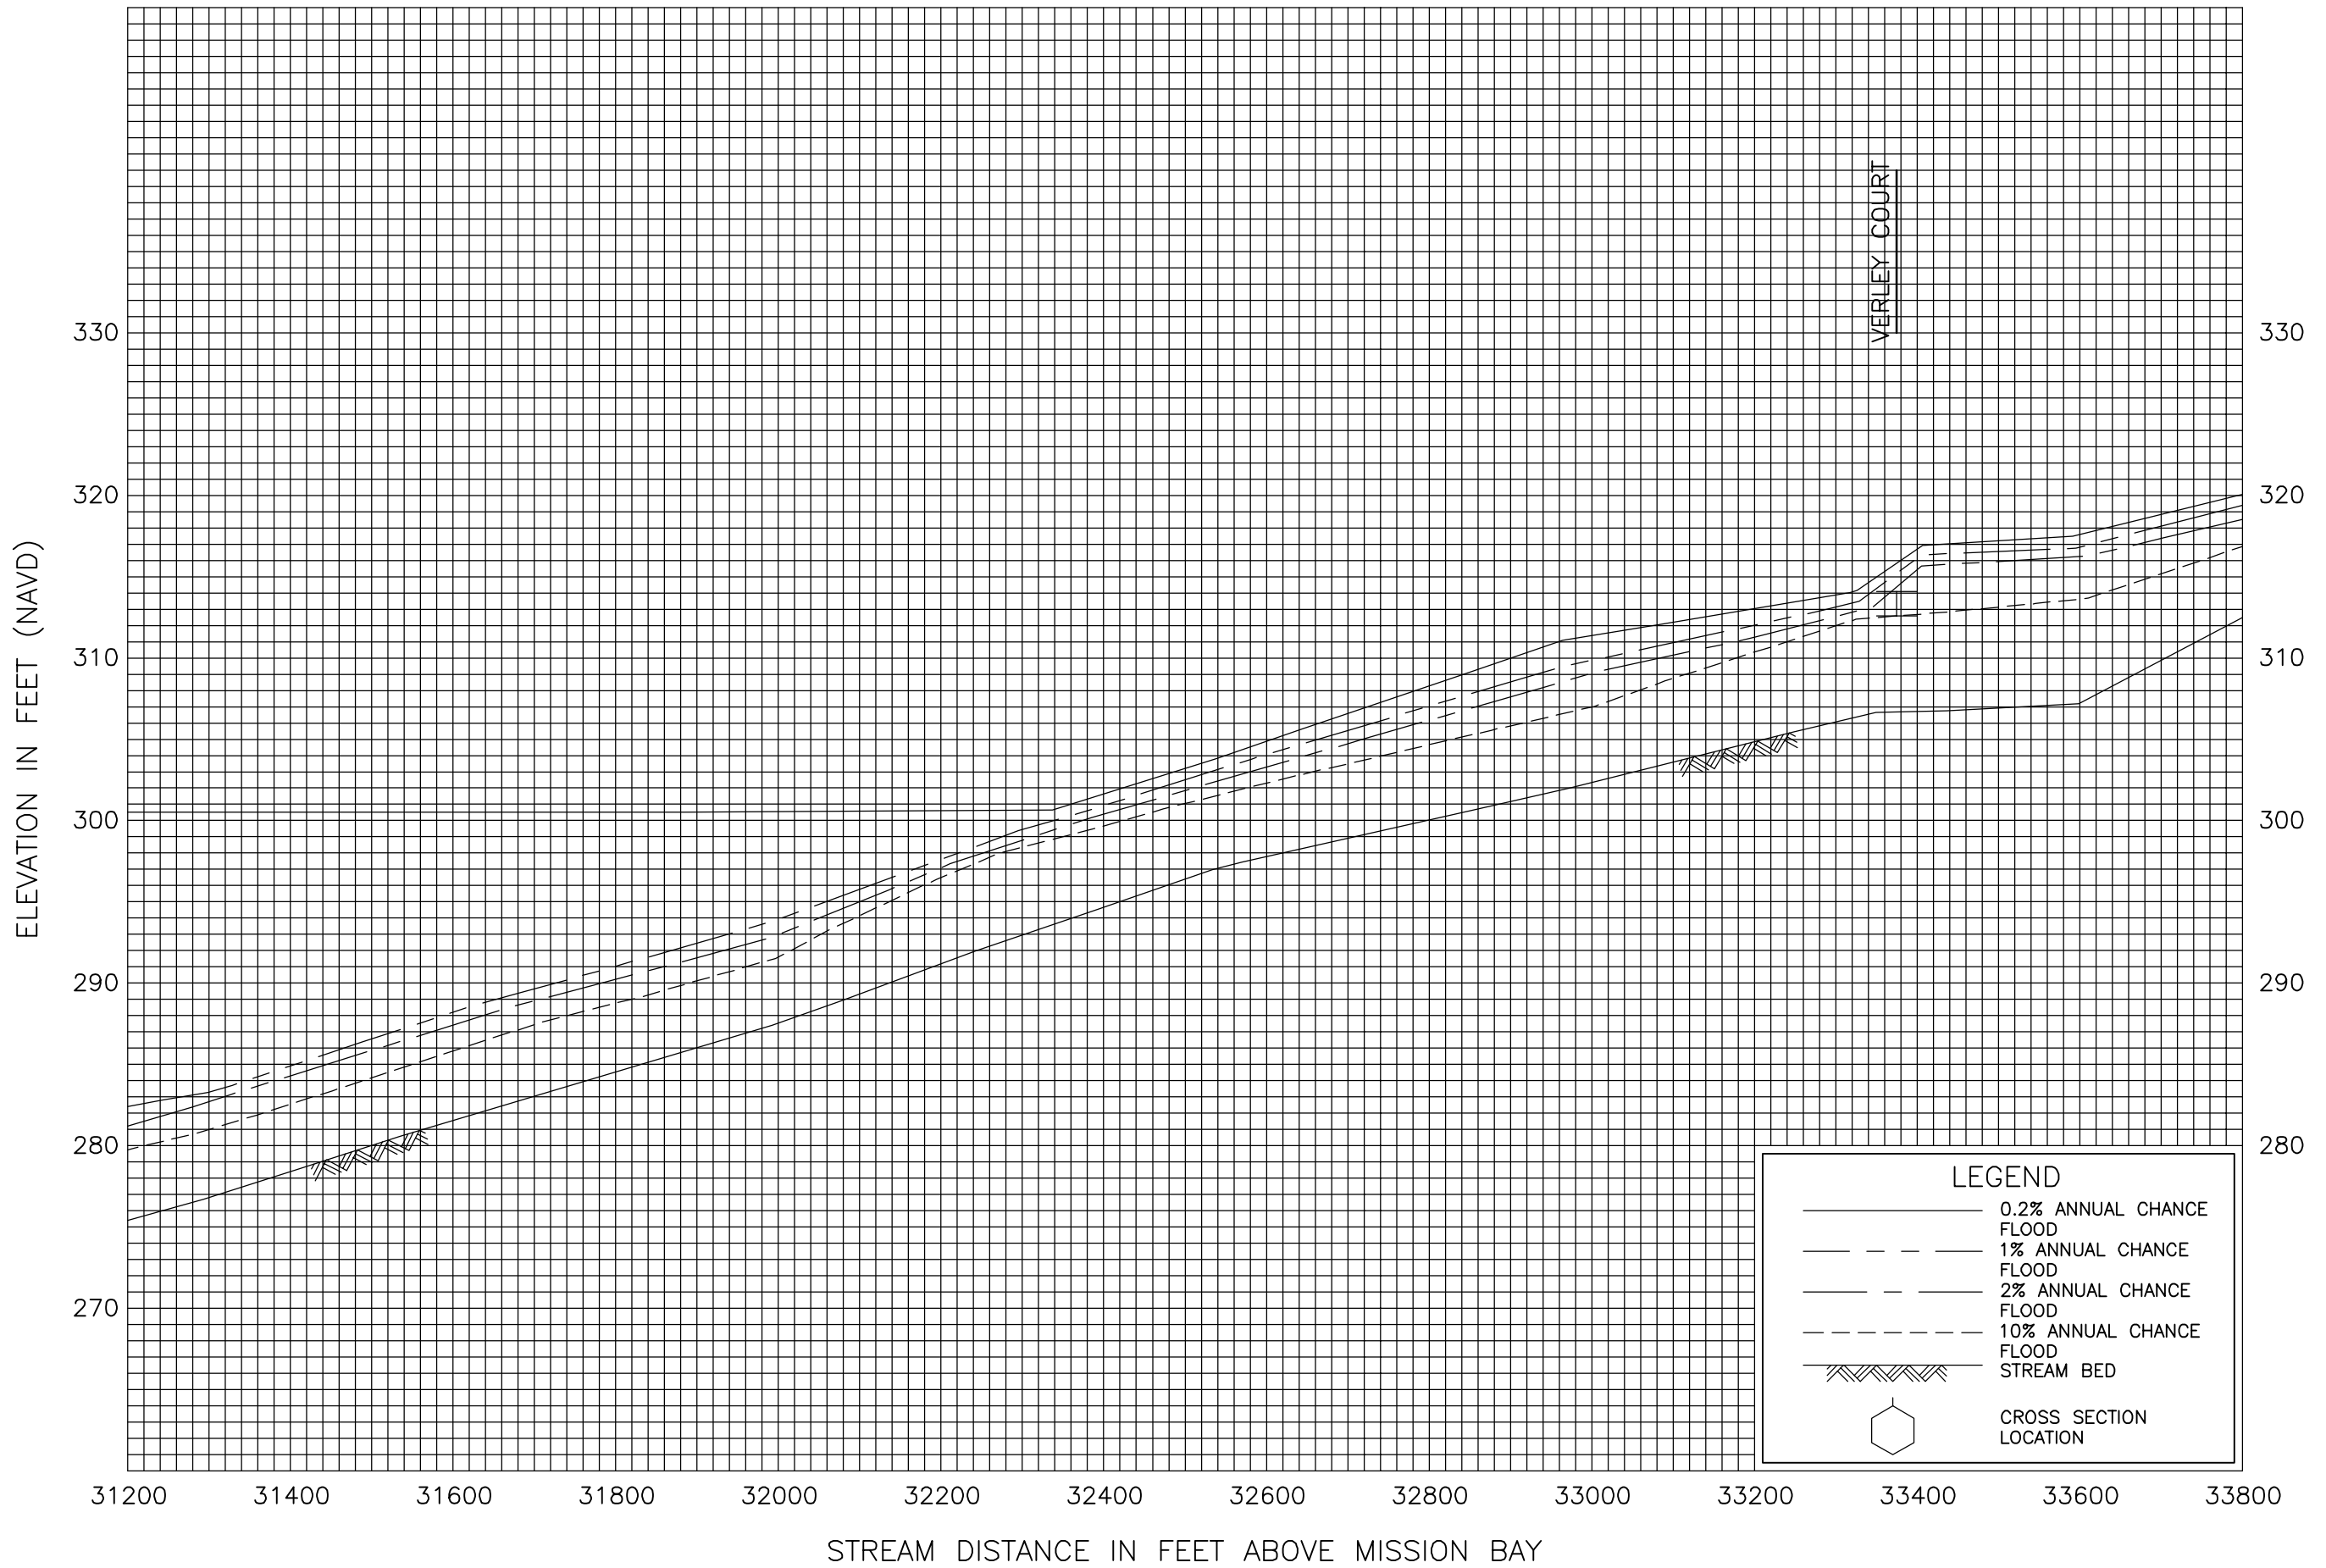 VERLEY COURT
ELEVATION IN FEET (NAVD)
330
320
310
300
290
280
270
330
320
310
300
290
280
LEGEND
0.2% ANNUAL CHANCE
FLOOD
1% ANNUAL CHANCE
FLOOD
2% ANNUAL CHANCE
FLOOD
10% ANNUAL CHANCE
FLOOD
STREAM BED
CROSS SECTION
LOCATION
31200 31400 31600 31800 32000 32200 32400 32600 32800 33000 33200 33400 33600 33800
STREAM DISTANCE IN FEET ABOVE MISSION BAY